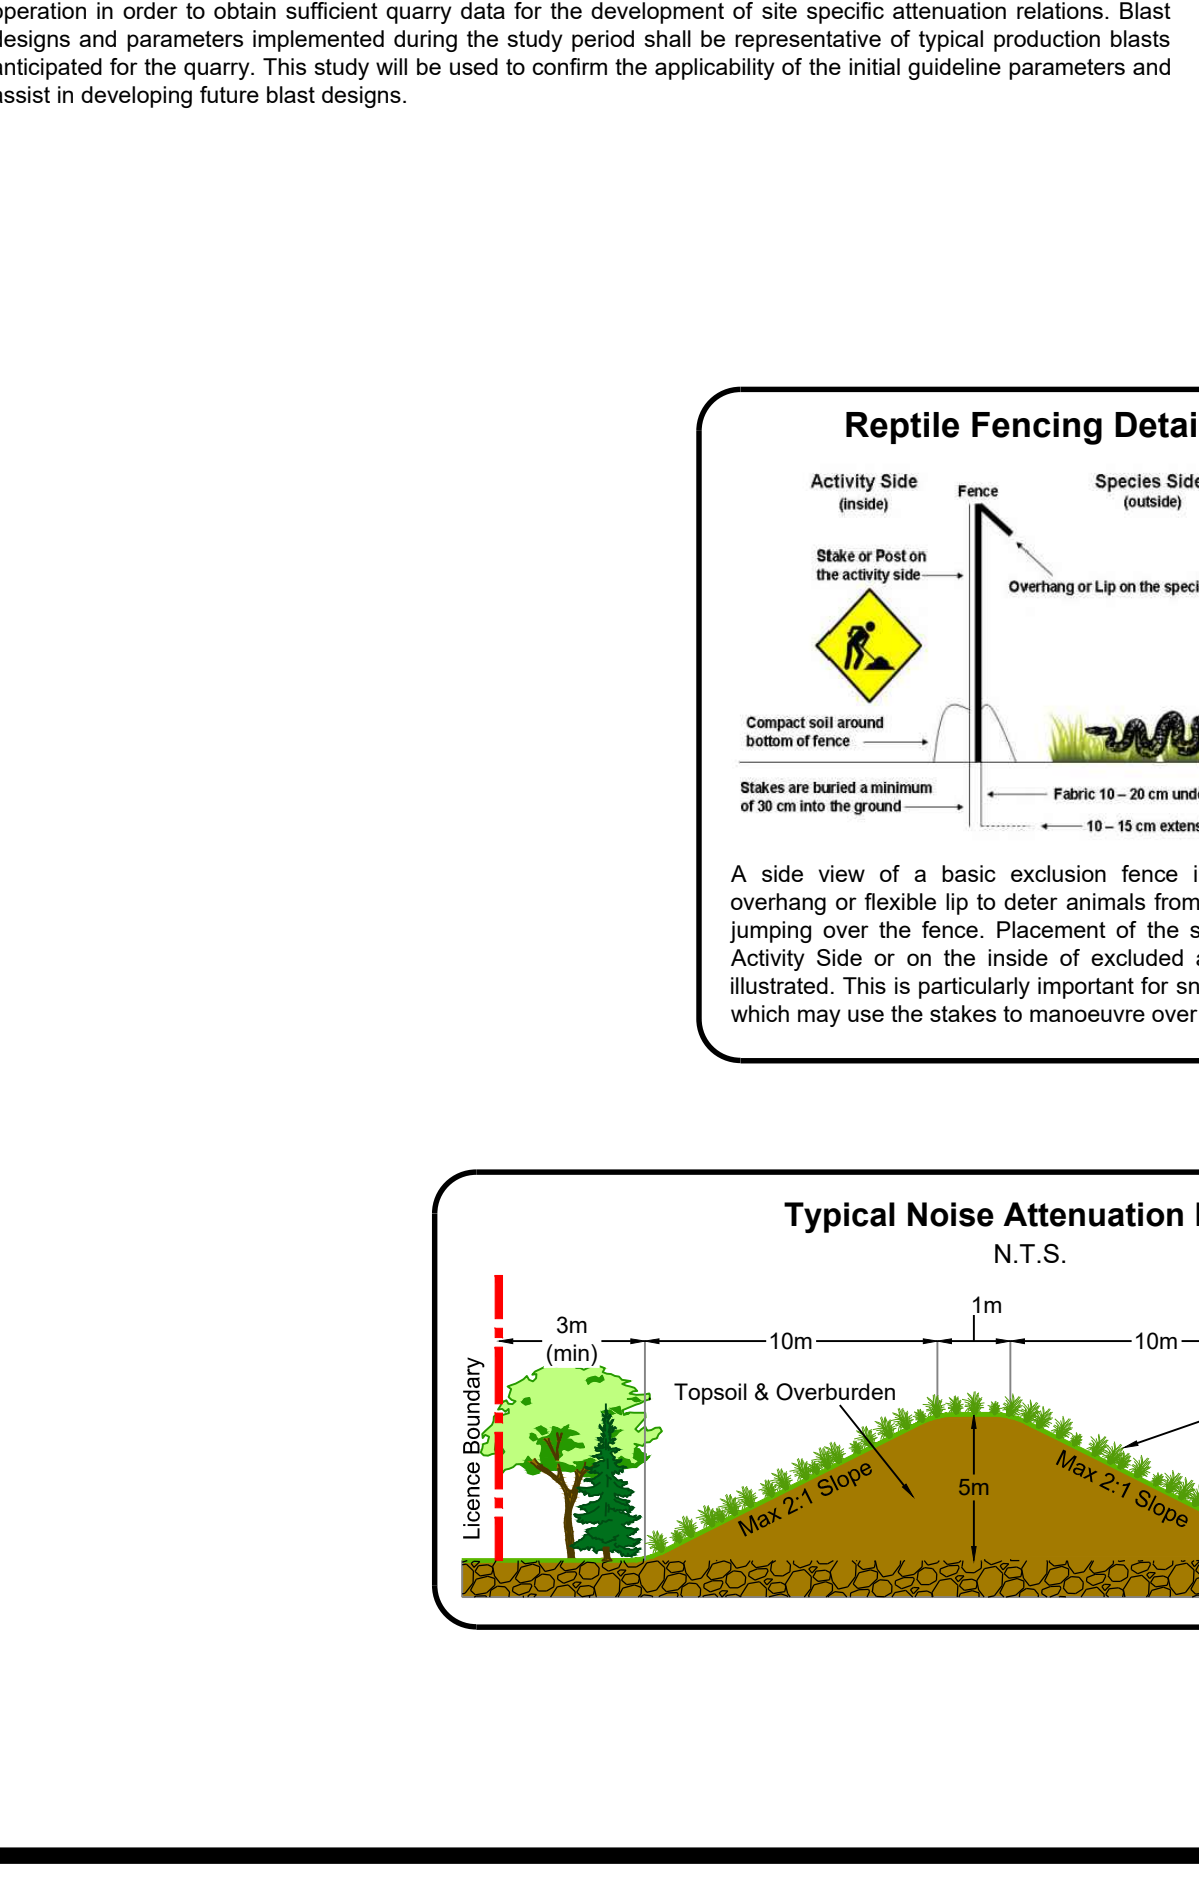 operation in order to obtain sufficient quarry data for the development of site specific attenuation relations. Blast
designs and parameters implemented during the study period shall be representative of typical production blasts
anticipated for the quarry. This study will be used to confirm the applicability of the initial guideline parameters and
assist in developing future blast designs.
Reptile Fencing Detai
Activity Side
(inside)
Fence
Species Side
(outside)
Stake or Post on
the activity side
Overhang or Lip on the speci
Compact soil around
bottom of fence
Stakes are buried a minimum
of 30 cm into the ground
Fabric 10 – 20 cm unde
10 – 15 cm extens
A side view of a basic exclusion fence i
overhang or flexible lip to deter animals from
jumping over the fence. Placement of the s
Activity Side or on the inside of excluded a
illustrated. This is particularly important for sn
which may use the stakes to manoeuvre over
Typical Noise Attenuation
N.T.S.
1m
3m
(min)
10m
10m
Licence Boundary
Topsoil & Overburden
Max 2:1 Slope
5m
Max 2:1 Slope